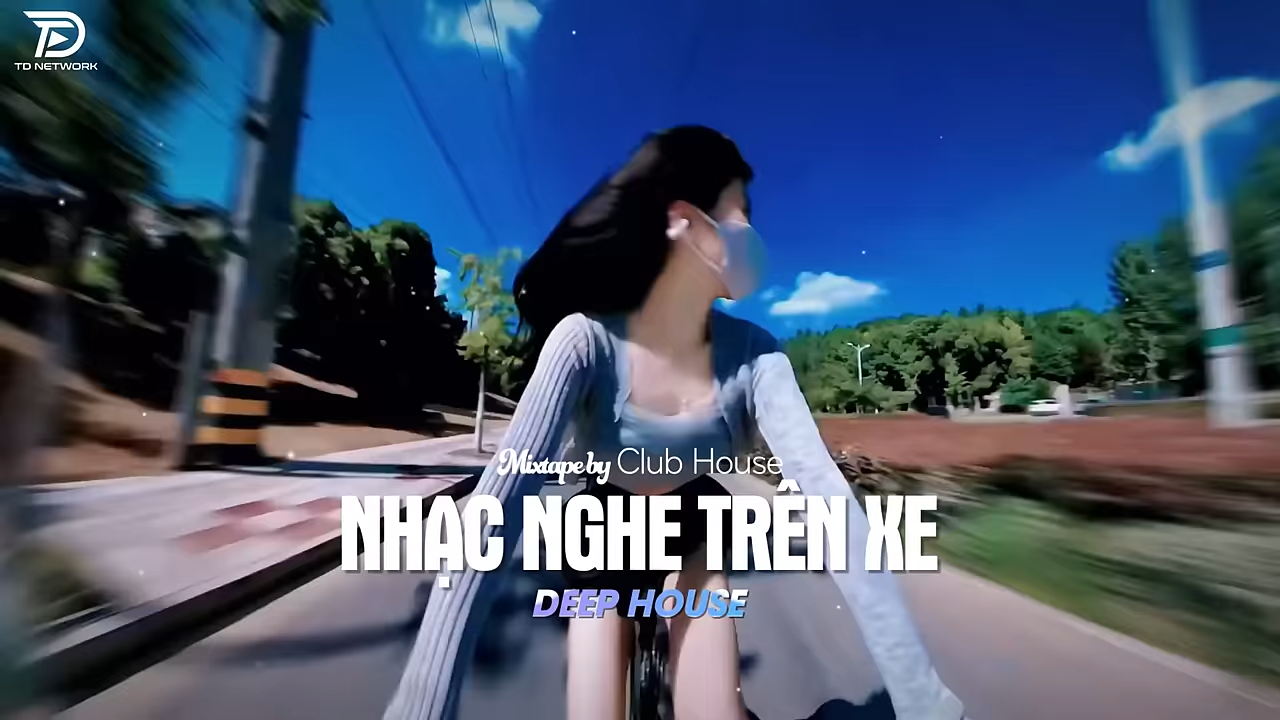 TD NETWORK
Mixtape by Club House
NHẠC NGHE TRÊN XE
DEEP HOUSE